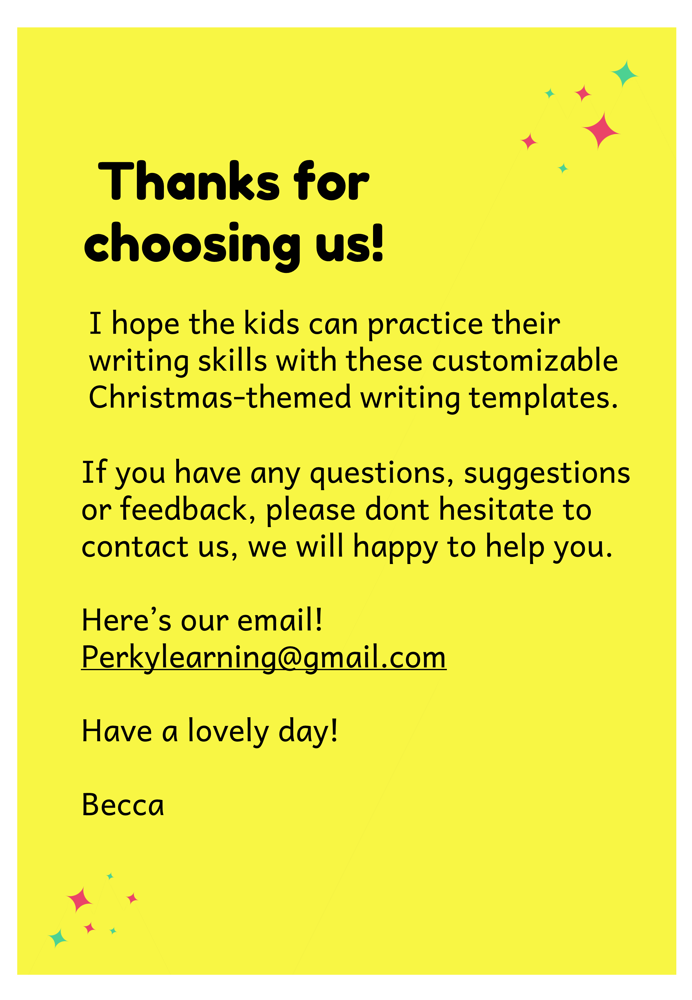 Thanks for
choosing us!
I hope the kids can practice their
writing skills with these customizable
Christmas-themed writing templates.
If you have any questions, suggestions
or feedback, please dont hesitate to
contact us, we will happy to help you.
Here’s our email!
Perkylearning@gmail.com
Have a lovely day!
Becca